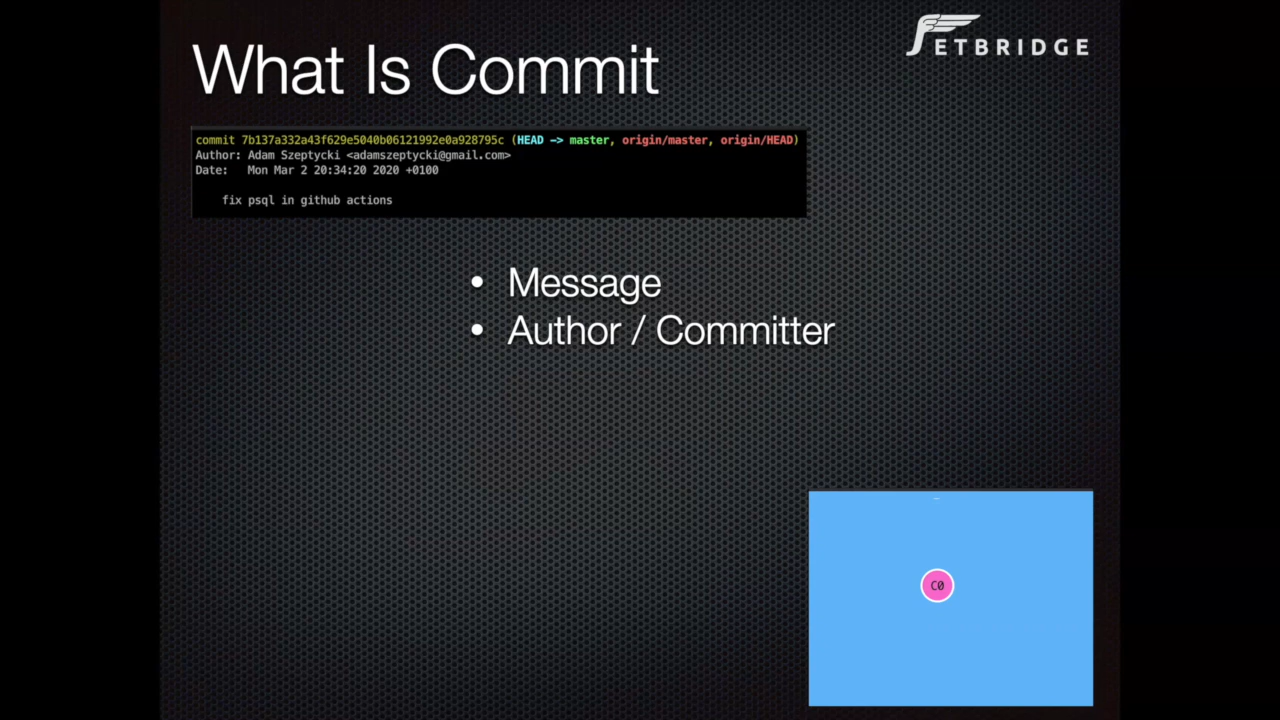 JETBRIDGE
What Is Commit
commit 7b137a332a43f629e5040b06121992e0a928795c (HEAD -> master, origin/master, origin/HEAD)
Author: Adam Szeptycki <adamszeptycki@gmail.com>
Date:   Mon Mar 2 20:34:20 2020 +0100
fix psql in github actions
• Message
• Author / Committer
C0